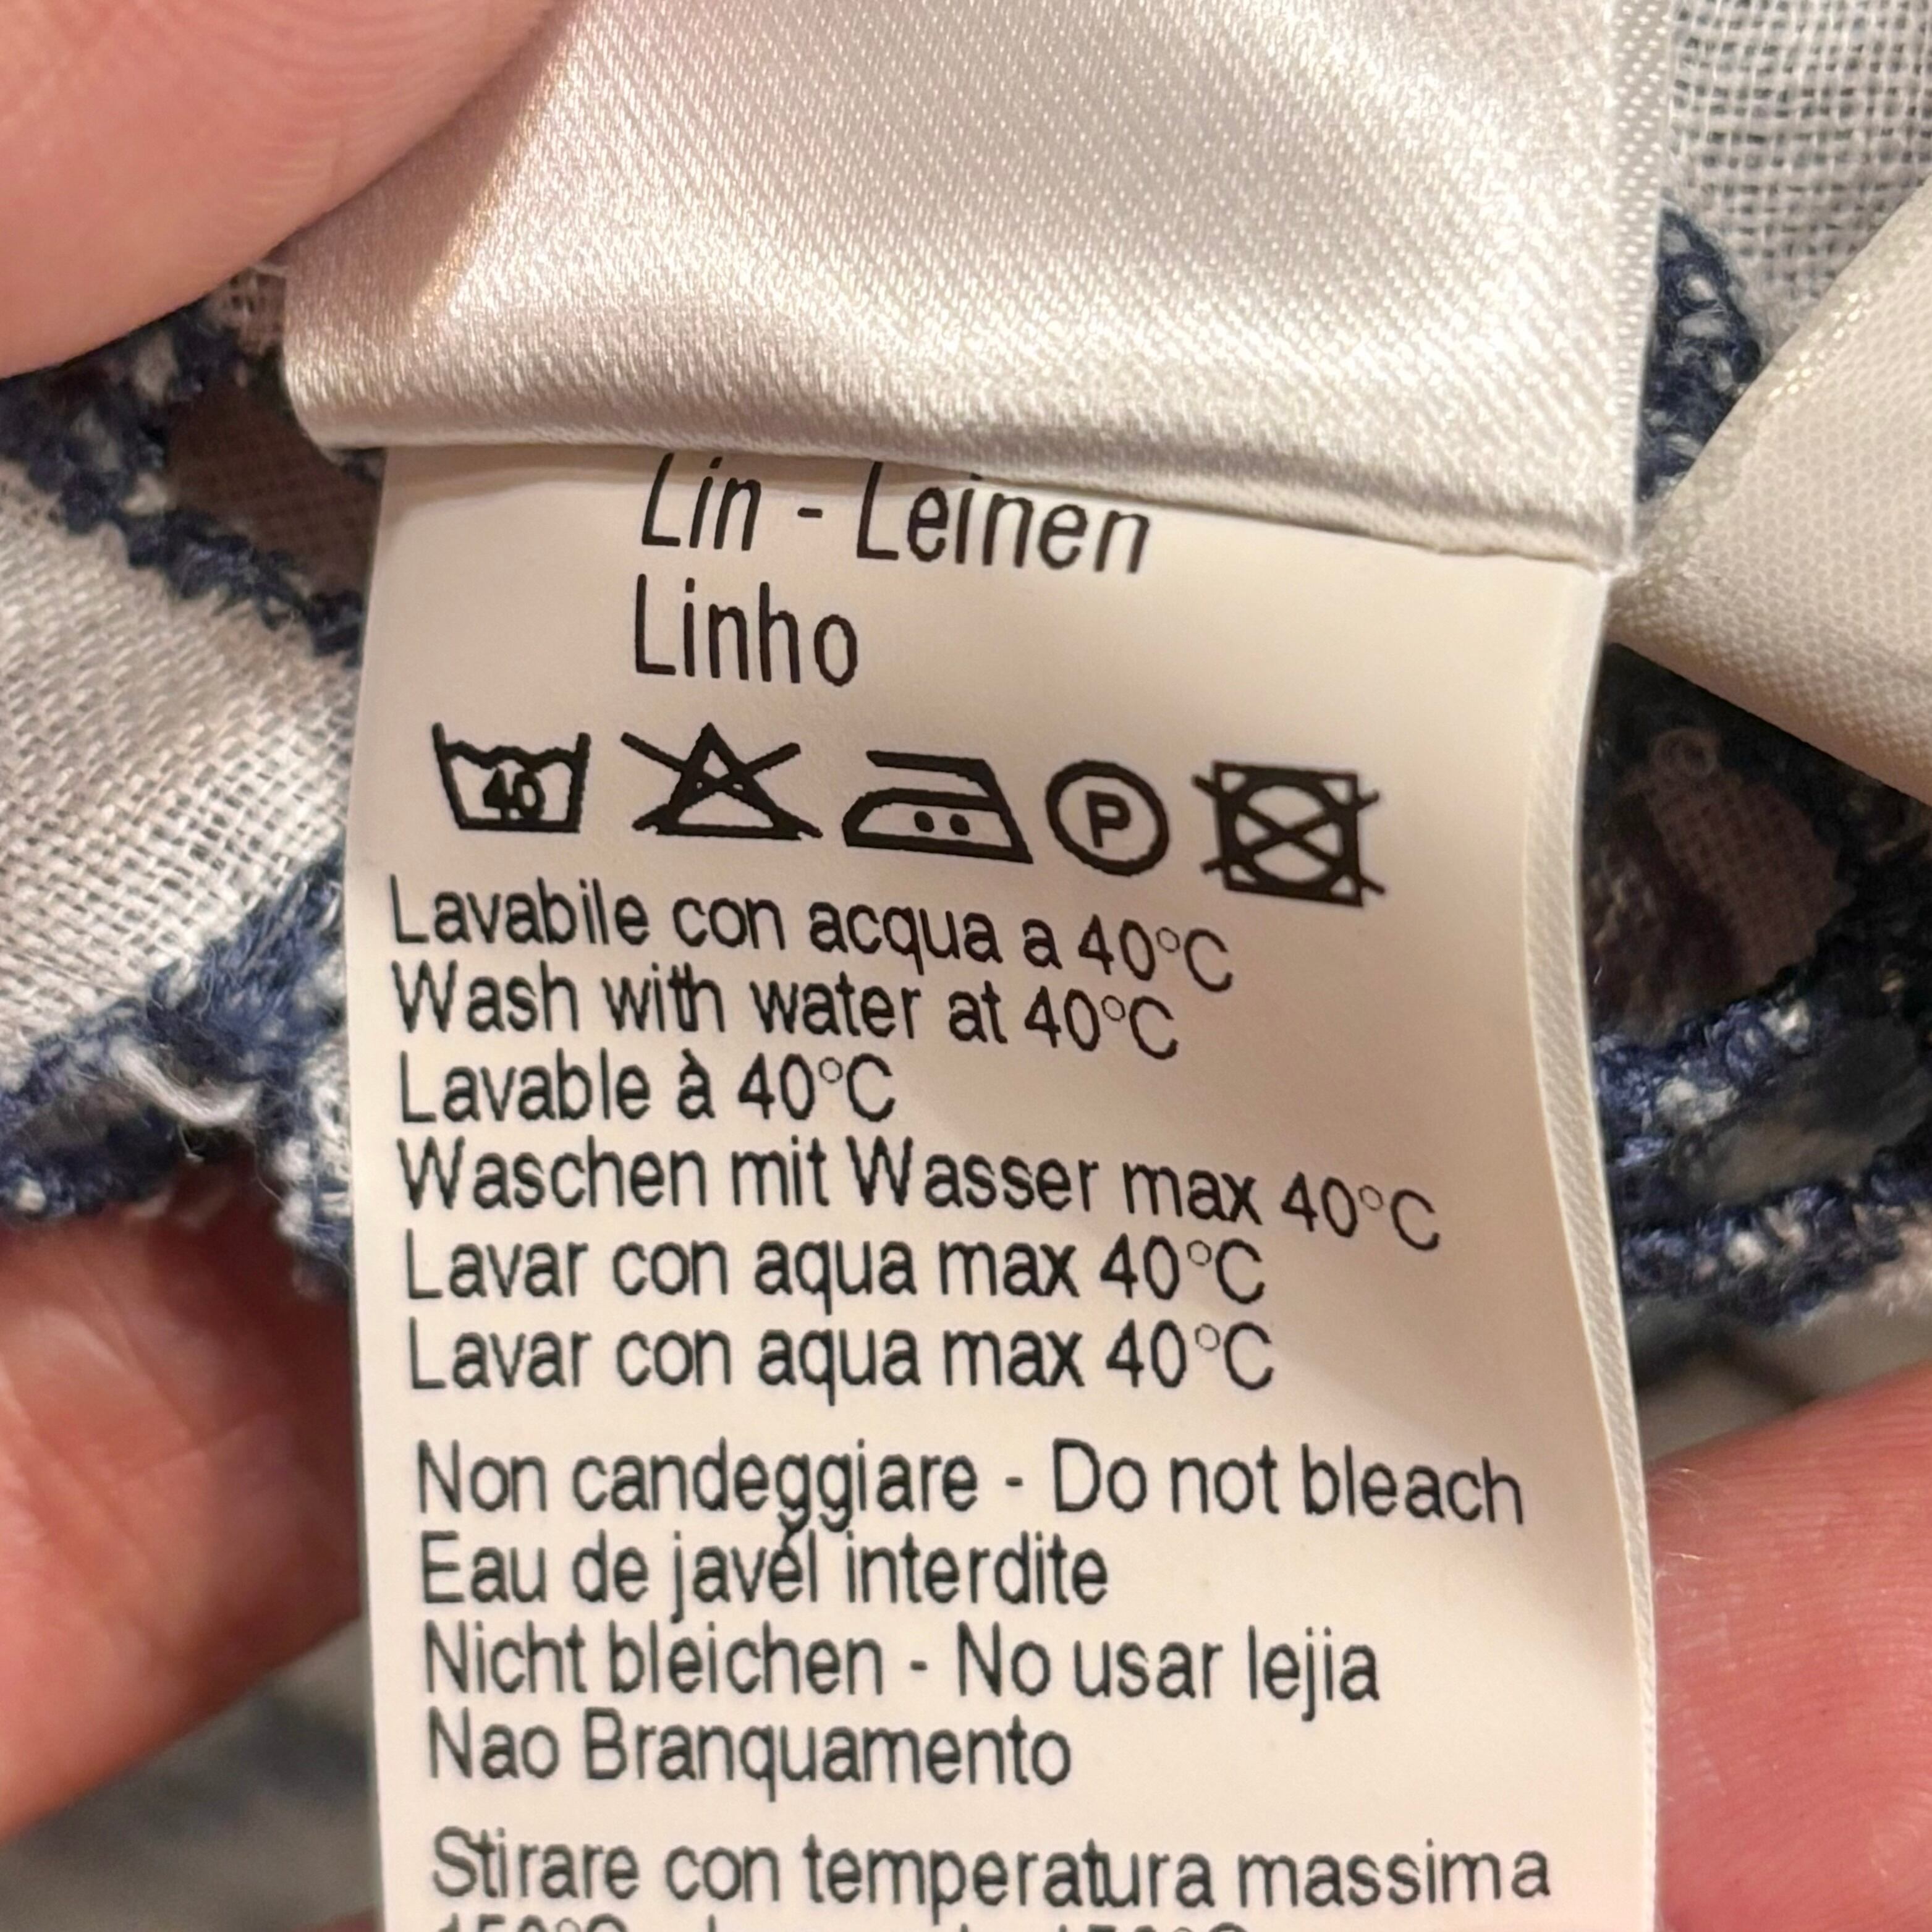 Lin - Leinen
Linho
40 P
Lavabile con acqua a 40°C
Wash with water at 40°C
Lavable à 40°C
Waschen mit Wasser max 40°C
Lavar con aqua max 40°C
Lavar con aqua max 40°C
Non candeggiare - Do not bleach
Eau de javél interdite
Nicht bleichen - No usar lejia
Nao Branquamento
Stirare con temperatura massima